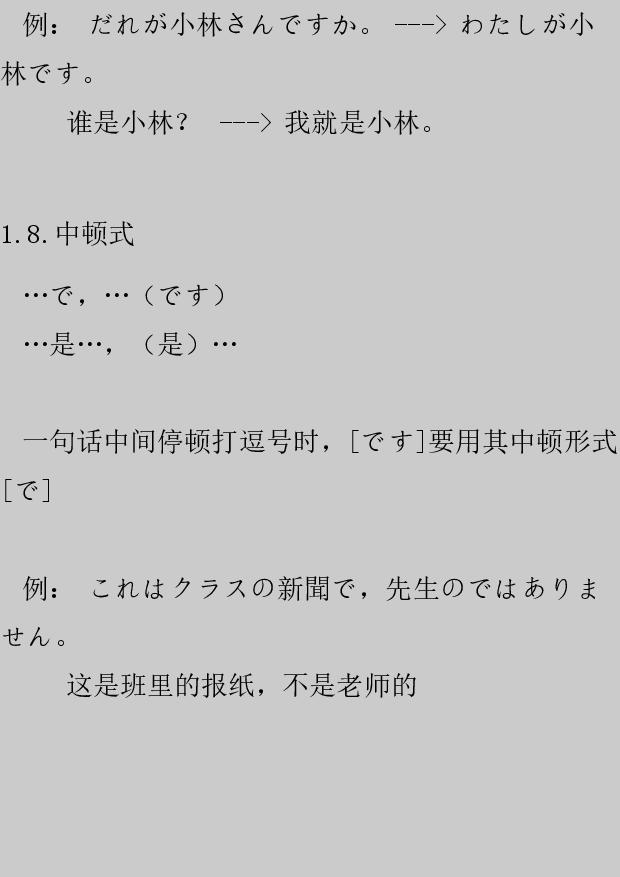 例： だれが小林さんですか。 ---> わたしが小
林です。
谁是小林？ ---> 我就是小林。
1.8.中顿式
…で，…（です）
…是…，（是）…
一句话中间停顿打逗号时，[です]要用其中顿形式
[で]
例： これはクラスの新聞で，先生のではありま
せん。
这是班里的报纸，不是老师的